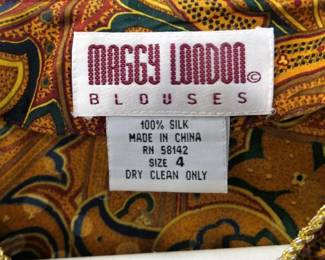 MAGGY LONDON ©
BLOUSES
100% SILK
MADE IN CHINA
RN 58142
SIZE 4
DRY CLEAN ONLY